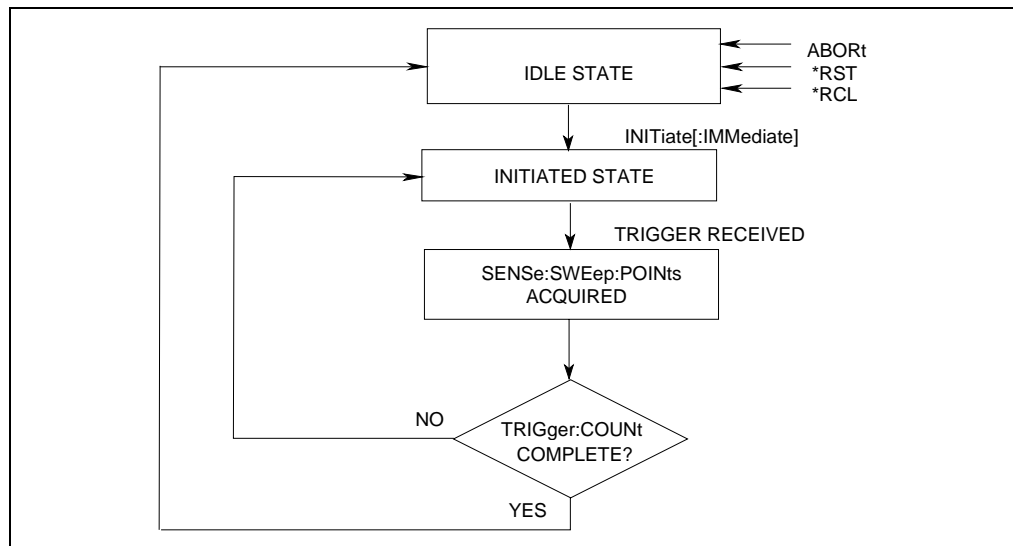 ABORt
IDLE STATE
*RST
*RCL
INITiate[:IMMediate]
INITIATED STATE
TRIGGER RECEIVED
SENSe:SWEep:POINts
ACQUIRED
NO
TRIGger:COUNt
COMPLETE?
YES